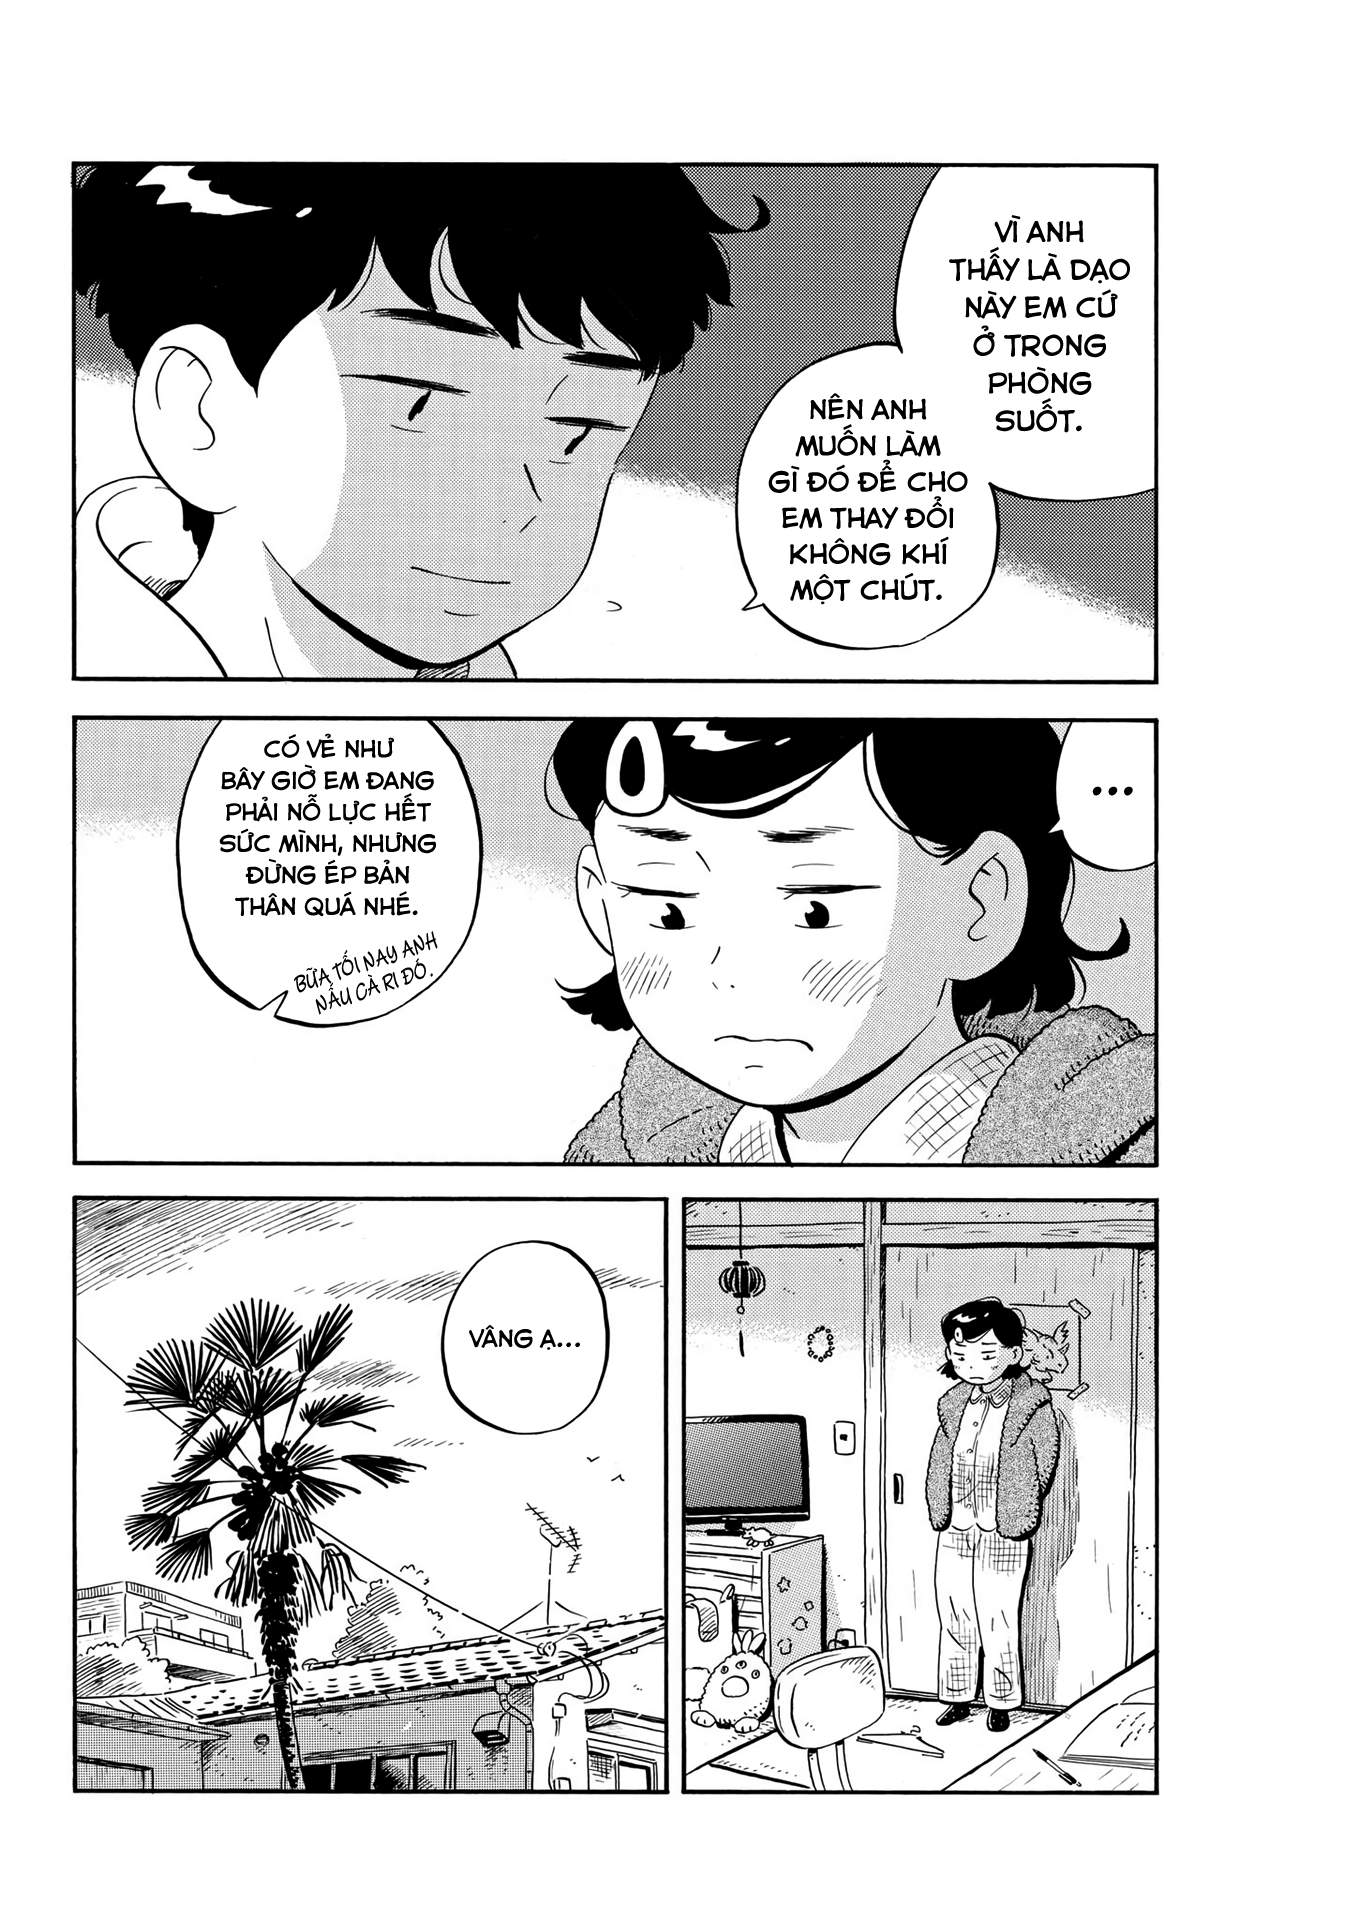 VÌ ANH
THẤY LÀ DẠO
NÀY EM CỨ
Ở TRONG
PHÒNG
SUỐT.
NÊN ANH
MUỐN LÀM
GÌ ĐÓ ĐỂ CHO
EM THAY ĐỔI
KHÔNG KHÍ
MỘT CHÚT.
...
CÓ VẺ NHƯ
BÂY GIỜ EM ĐANG
PHẢI NỖ LỰC HẾT
SỨC MÌNH, NHƯNG
ĐỪNG ÉP BẢN
THÂN QUÁ NHÉ.
BỮA TỐI NAY ANH
NẤU CÀ RI ĐÓ.
VÂNG Ạ...